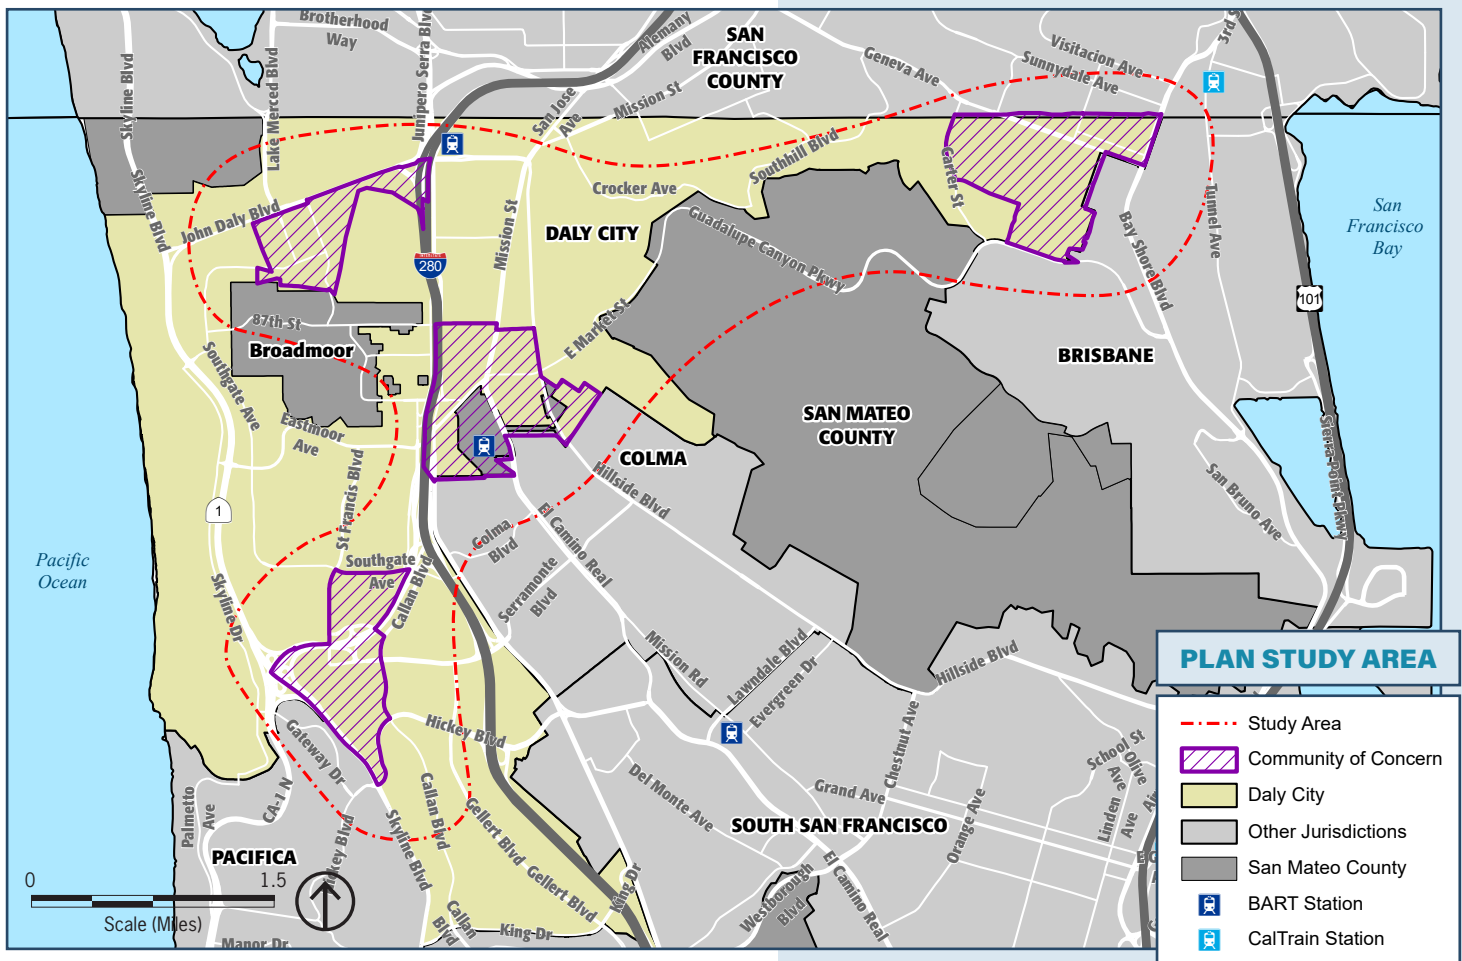 Brotherhood
Way
Junipero Serra Blvd
Alemany
Blvd
SAN
FRANCISCO
COUNTY
Geneva Ave
Visitacion Ave
Sunnydale Ave
3rd S
Skyline Blvd
Lake Merced Blvd
San Jose
Ave
Mission St
Southhill Blvd
Crocker Ave
Carter St
Skyline Blvd
John Daly Blvd
Mission St
DALY CITY
Guadalupe Canyon Pkwy
Bay Shore Blvd
Tunnel Ave
San
Francisco
Bay
280
101
87th St
Broadmoor
E Market St
BRISBANE
Southgate Ave
Eastmoor
Ave
SAN MATEO
COUNTY
COLMA
Hillside Blvd
Sierra Point Pkwy
San Bruno Ave
1
St Francis Blvd
Colma
Blvd
El Camino Real
Pacific
Ocean
Southgate
Ave
Callan Blvd
Serramonte
Blvd
Skyline Dr
Mission Rd
Lawndale Blvd
Evergreen Dr
Hillside Blvd
Hickey Blvd
Gateway Dr
Chestnut Ave
School St
Olive
Ave
Linden
Ave
Del Monte Ave
Grand Ave
Orange Ave
Palmetto
Ave
CA-1 N
Callan Blvd
Gellert Blvd
SOUTH SAN FRANCISCO
PACIFICA
Skyline Blvd
Gellert Blvd
King Dr
Westborough
Blvd
El Camino Real
Callan
Blvd
King Dr
Manor Dr
0 1.5
Scale (Miles)
PLAN STUDY AREA
Study Area
Community of Concern
Daly City
Other Jurisdictions
San Mateo County
BART Station
CalTrain Station